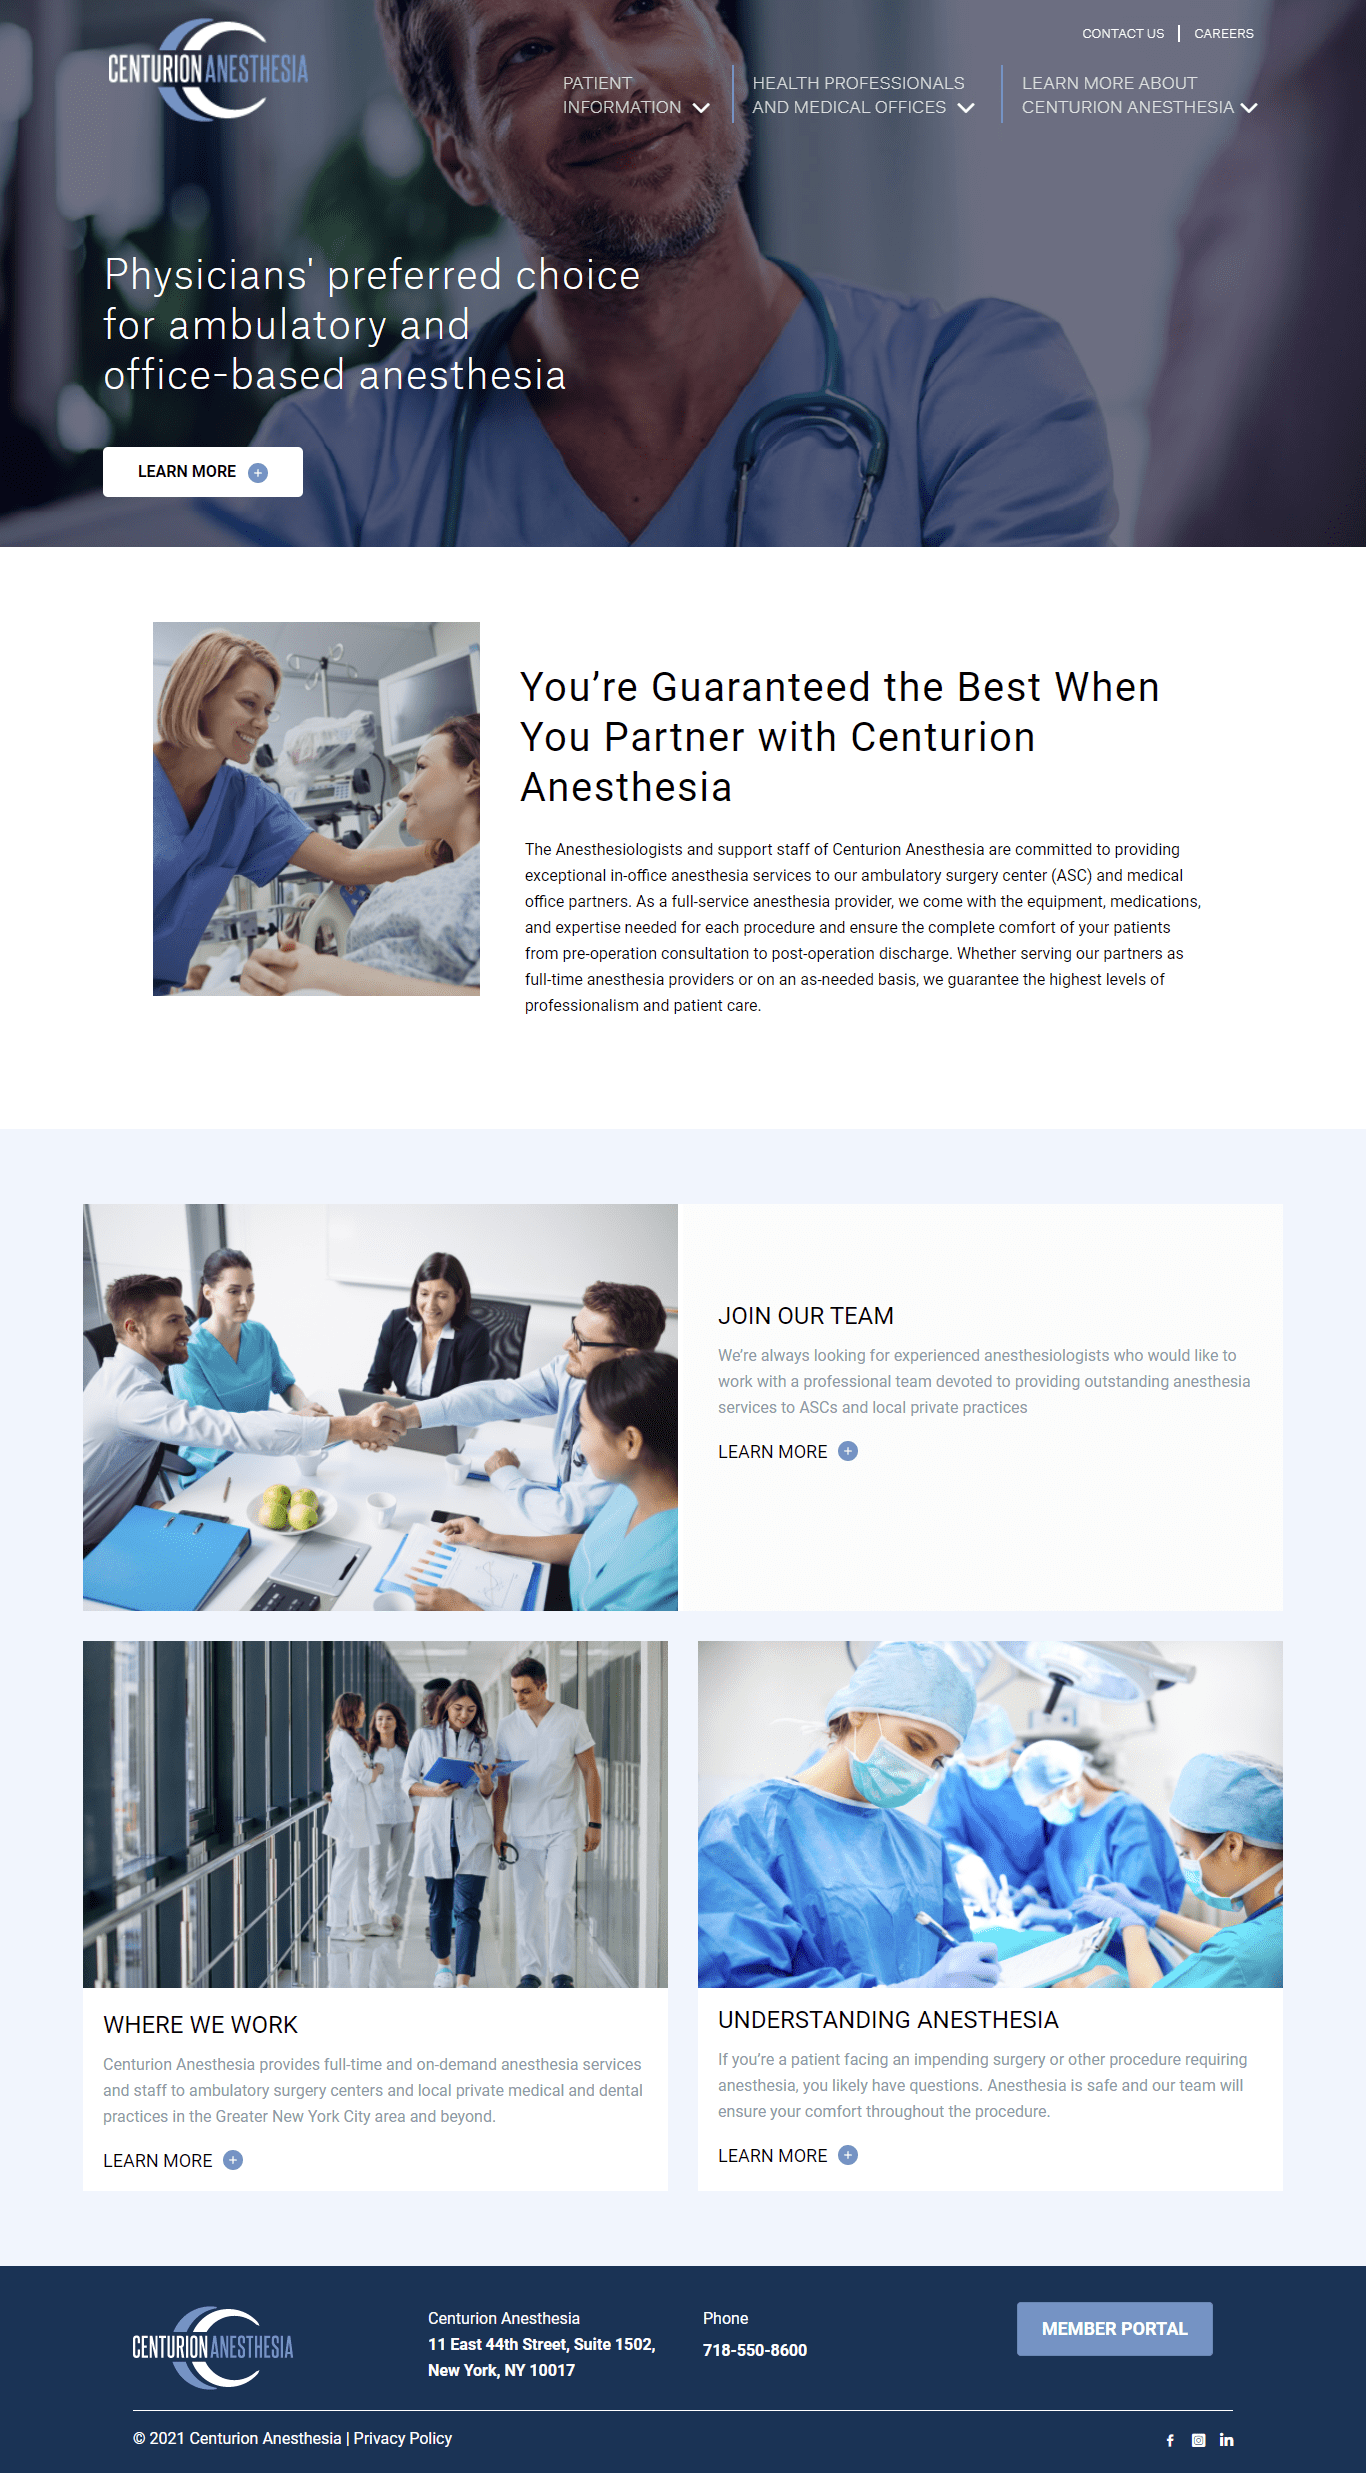 CENTURION ANESTHESIA
CONTACT US | CAREERS
PATIENT
INFORMATION
HEALTH PROFESSIONALS
AND MEDICAL OFFICES
LEARN MORE ABOUT
CENTURION ANESTHESIA
Physicians' preferred choice
for ambulatory and
office-based anesthesia
LEARN MORE
You’re Guaranteed the Best When
You Partner with Centurion
Anesthesia
The Anesthesiologists and support staff of Centurion Anesthesia are committed to providing
exceptional in-office anesthesia services to our ambulatory surgery center (ASC) and medical
office partners. As a full-service anesthesia provider, we come with the equipment, medications,
and expertise needed for each procedure and ensure the complete comfort of your patients
from pre-operation consultation to post-operation discharge. Whether serving our partners as
full-time anesthesia providers or on an as-needed basis, we guarantee the highest levels of
professionalism and patient care.
JOIN OUR TEAM
We’re always looking for experienced anesthesiologists who would like to
work with a professional team devoted to providing outstanding anesthesia
services to ASCs and local private practices
LEARN MORE
WHERE WE WORK
Centurion Anesthesia provides full-time and on-demand anesthesia services
and staff to ambulatory surgery centers and local private medical and dental
practices in the Greater New York City area and beyond.
LEARN MORE
UNDERSTANDING ANESTHESIA
If you’re a patient facing an impending surgery or other procedure requiring
anesthesia, you likely have questions. Anesthesia is safe and our team will
ensure your comfort throughout the procedure.
LEARN MORE
CENTURION ANESTHESIA
Centurion Anesthesia
11 East 44th Street, Suite 1502,
New York, NY 10017
Phone
718-550-8600
MEMBER PORTAL
© 2021 Centurion Anesthesia | Privacy Policy